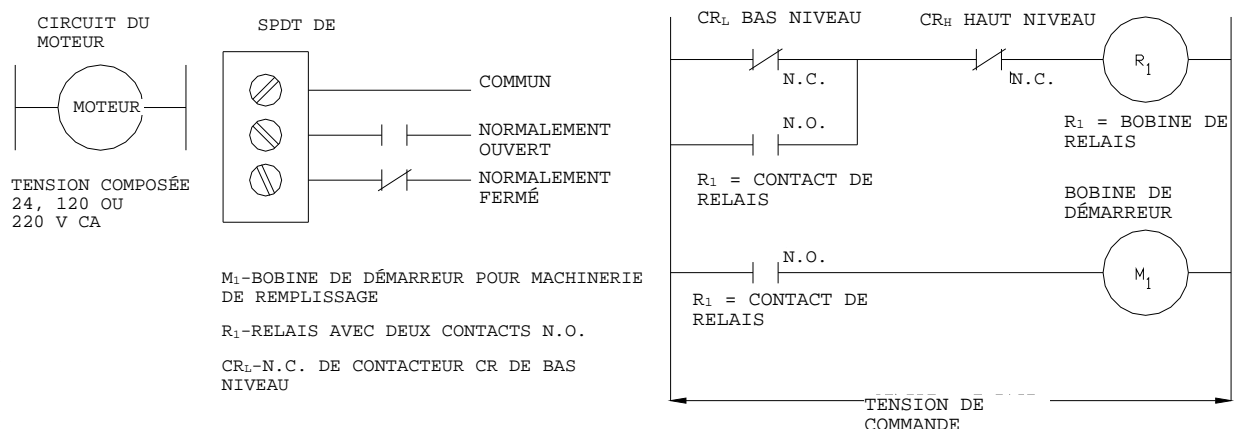 CIRCUIT DU
MOTEUR
MOTEUR
TENSION COMPOSÉE
24, 120 OU
220 V CA
SPDT DE
COMMUN
NORMALEMENT
OUVERT
NORMALEMENT
FERMÉ
M1-BOBINE DE DÉMARREUR POUR MACHINERIE
DE REMPLISSAGE
R1-RELAIS AVEC DEUX CONTACTS N.O.
CRL-N.C. DE CONTACTEUR CR DE BAS
NIVEAU
CRL BAS NIVEAU
CRH HAUT NIVEAU
N.C.
N.C.
R1
N.O.
R1 = BOBINE DE
RELAIS
R1 = CONTACT DE
RELAIS
BOBINE DE
DÉMARREUR
N.O.
M1
R1 = CONTACT DE
RELAIS
TENSION DE
COMMANDE